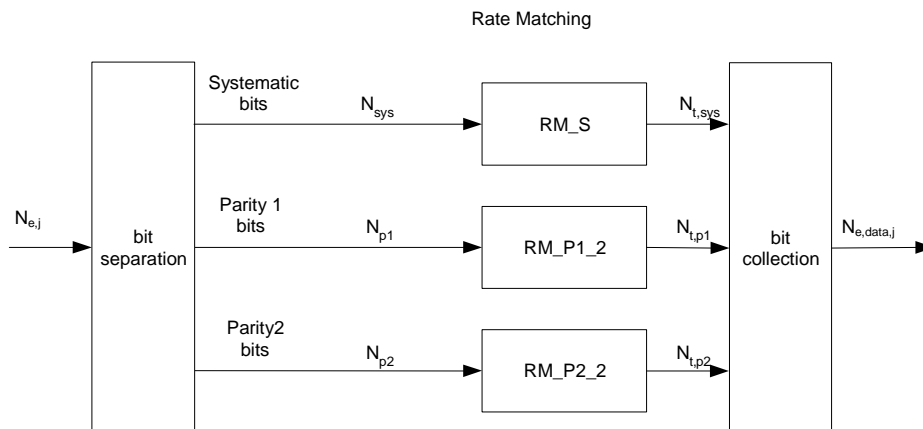 Rate Matching
Systematic
bits
N_sys
RM_S
N_t,sys
N_e,j
bit
separation
Parity 1
bits
N_p1
RM_P1_2
N_t,p1
bit
collection
N_e,data,j
Parity2
bits
N_p2
RM_P2_2
N_t,p2